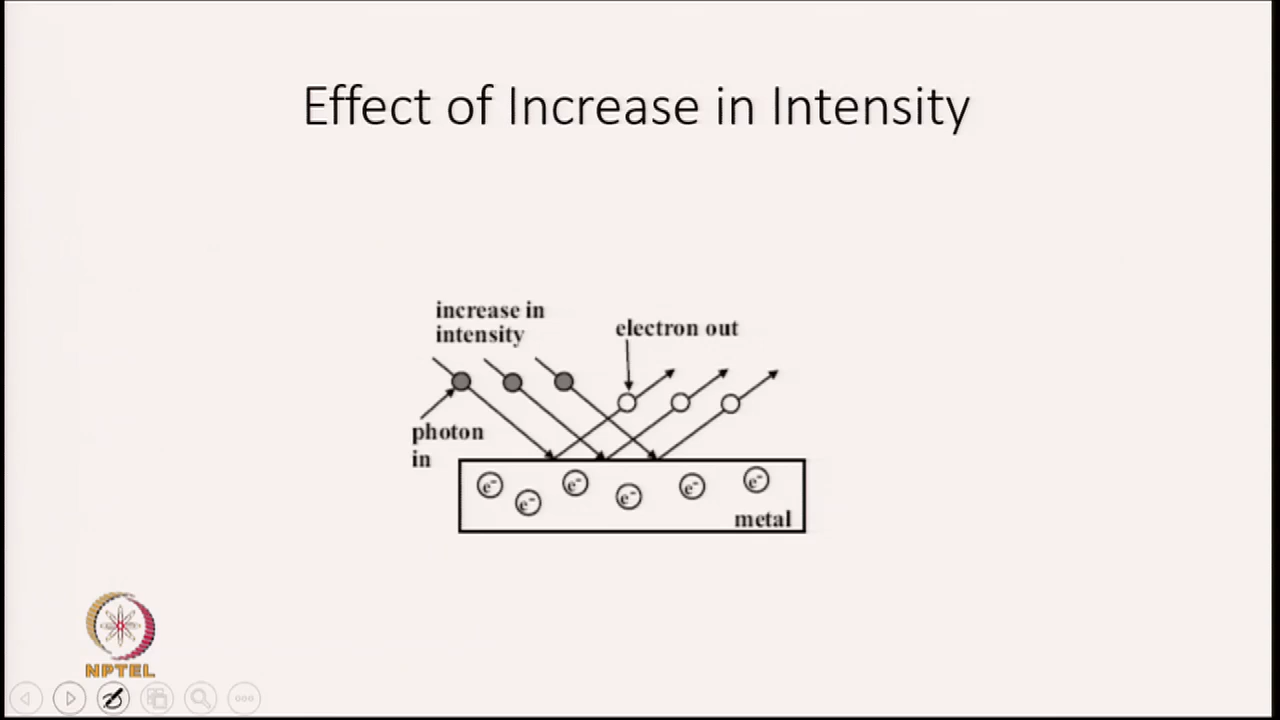 Effect of Increase in Intensity
increase in
intensity
electron out
photon
in
e⁻ e⁻ e⁻ e⁻ e⁻ e⁻
metal
NPTEL